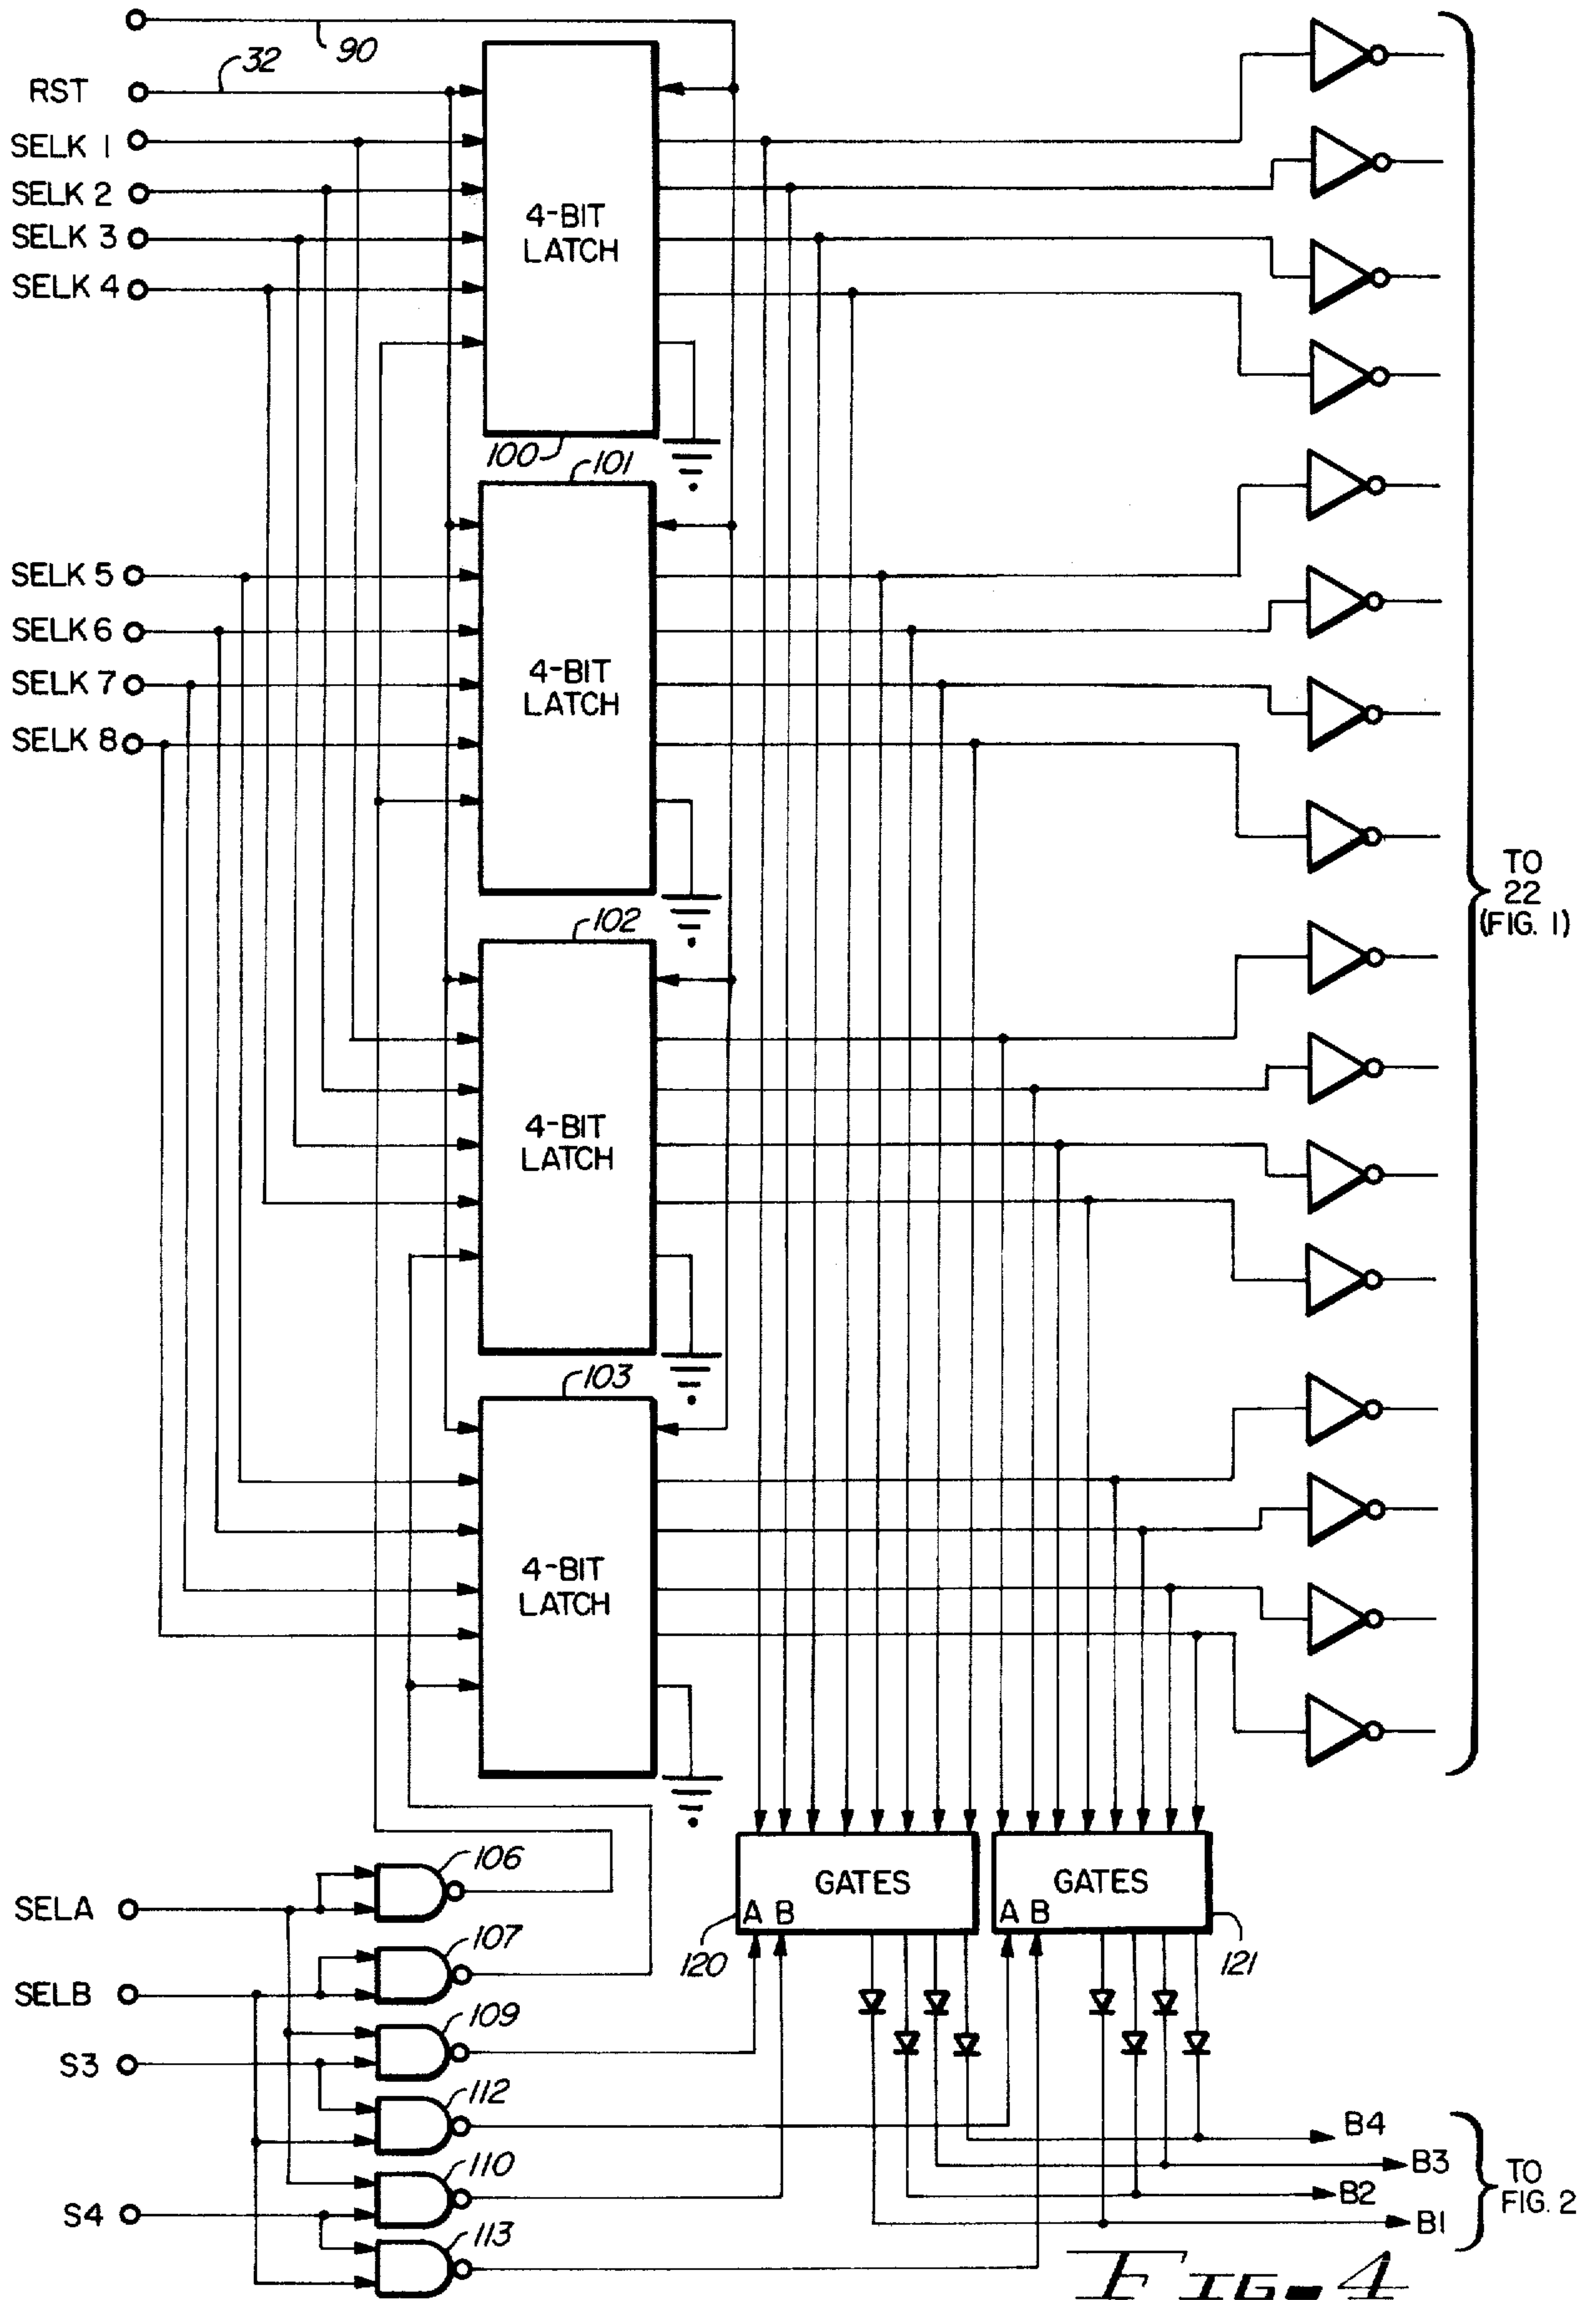 90
RST
32
SELK 1
SELK 2
SELK 3
SELK 4
4-BIT
LATCH
100
101
SELK 5
SELK 6
SELK 7
SELK 8
4-BIT
LATCH
TO
22
(FIG. 1)
102
4-BIT
LATCH
103
4-BIT
LATCH
106
SELA
GATES
A B
120
GATES
A B
121
107
SELB
109
S3
112
110
S4
113
B4
B3
B2
B1
TO
FIG. 2
FIG-4